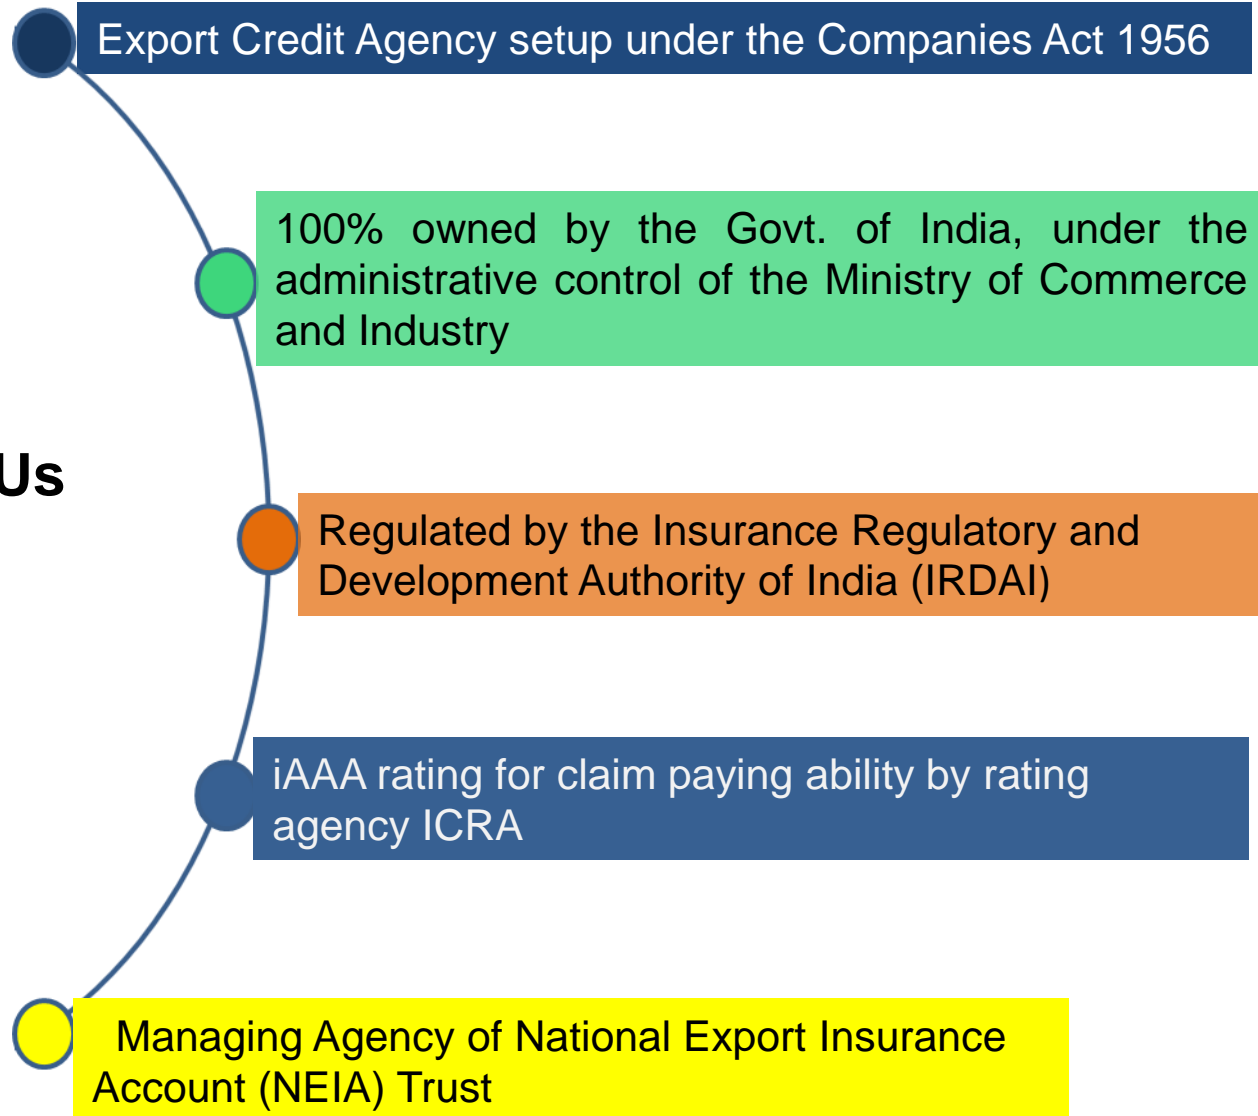 Export Credit Agency setup under the Companies Act 1956
100% owned by the Govt. of India, under the
administrative control of the Ministry of Commerce
and Industry
Us
Regulated by the Insurance Regulatory and
Development Authority of India (IRDAI)
iAAA rating for claim paying ability by rating
agency ICRA
Managing Agency of National Export Insurance
Account (NEIA) Trust